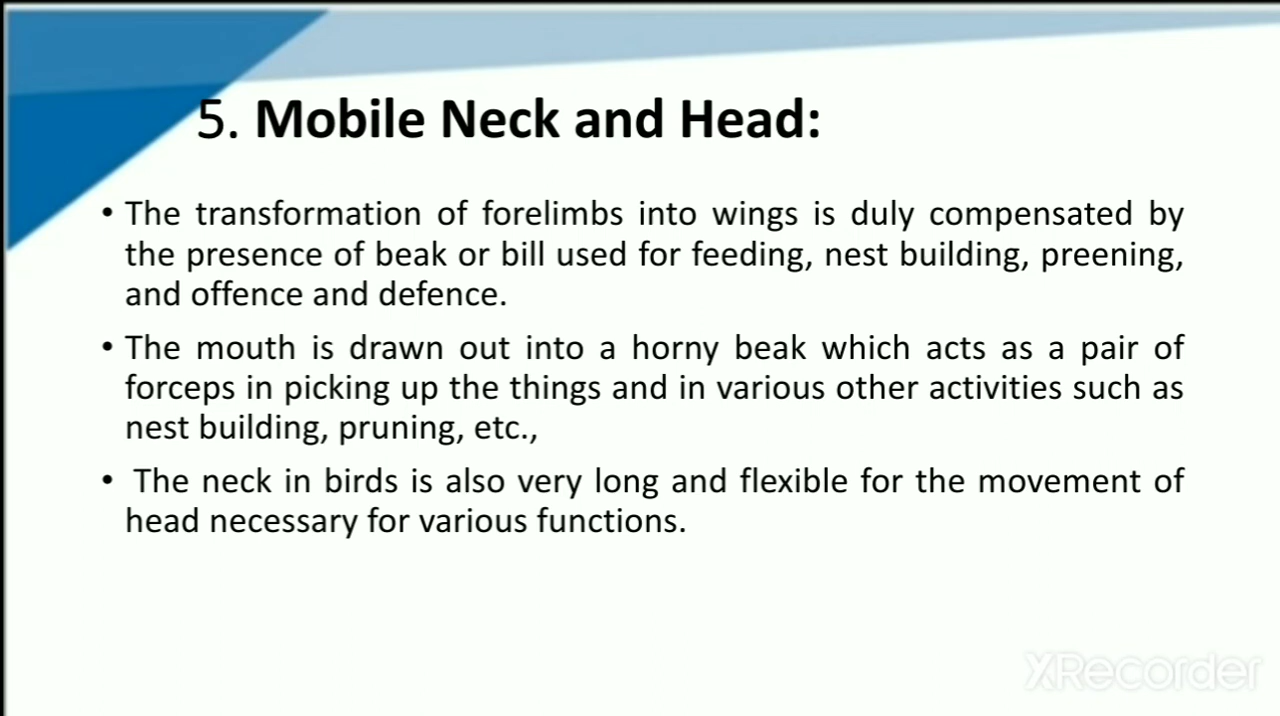 5. Mobile Neck and Head:
• The transformation of forelimbs into wings is duly compensated by
the presence of beak or bill used for feeding, nest building, preening,
and offence and defence.
• The mouth is drawn out into a horny beak which acts as a pair of
forceps in picking up the things and in various other activities such as
nest building, pruning, etc.,
• The neck in birds is also very long and flexible for the movement of
head necessary for various functions.
XRecorder